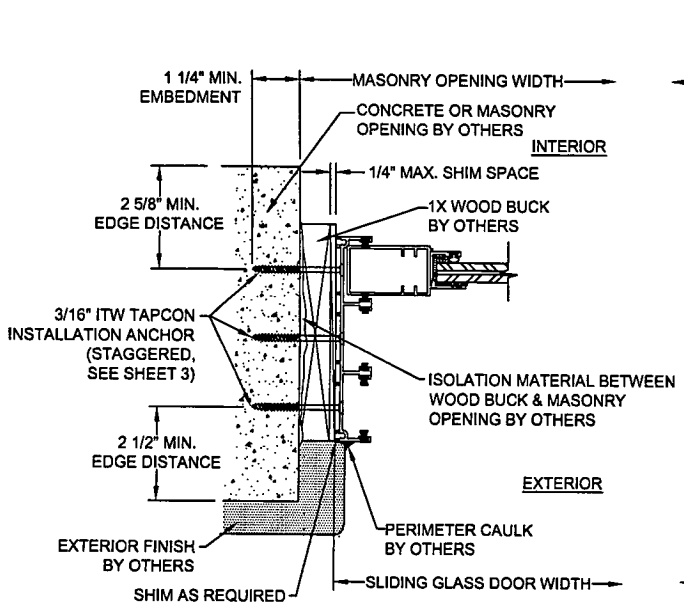 1 1/4" MIN.
EMBEDMENT
MASONRY OPENING WIDTH
CONCRETE OR MASONRY
OPENING BY OTHERS
INTERIOR
1/4" MAX. SHIM SPACE
2 5/8" MIN.
EDGE DISTANCE
1X WOOD BUCK
BY OTHERS
3/16" ITW TAPCON
INSTALLATION ANCHOR
(STAGGERED,
SEE SHEET 3)
ISOLATION MATERIAL BETWEEN
WOOD BUCK & MASONRY
OPENING BY OTHERS
2 1/2" MIN.
EDGE DISTANCE
EXTERIOR
PERIMETER CAULK
BY OTHERS
EXTERIOR FINISH
BY OTHERS
SLIDING GLASS DOOR WIDTH
SHIM AS REQUIRED